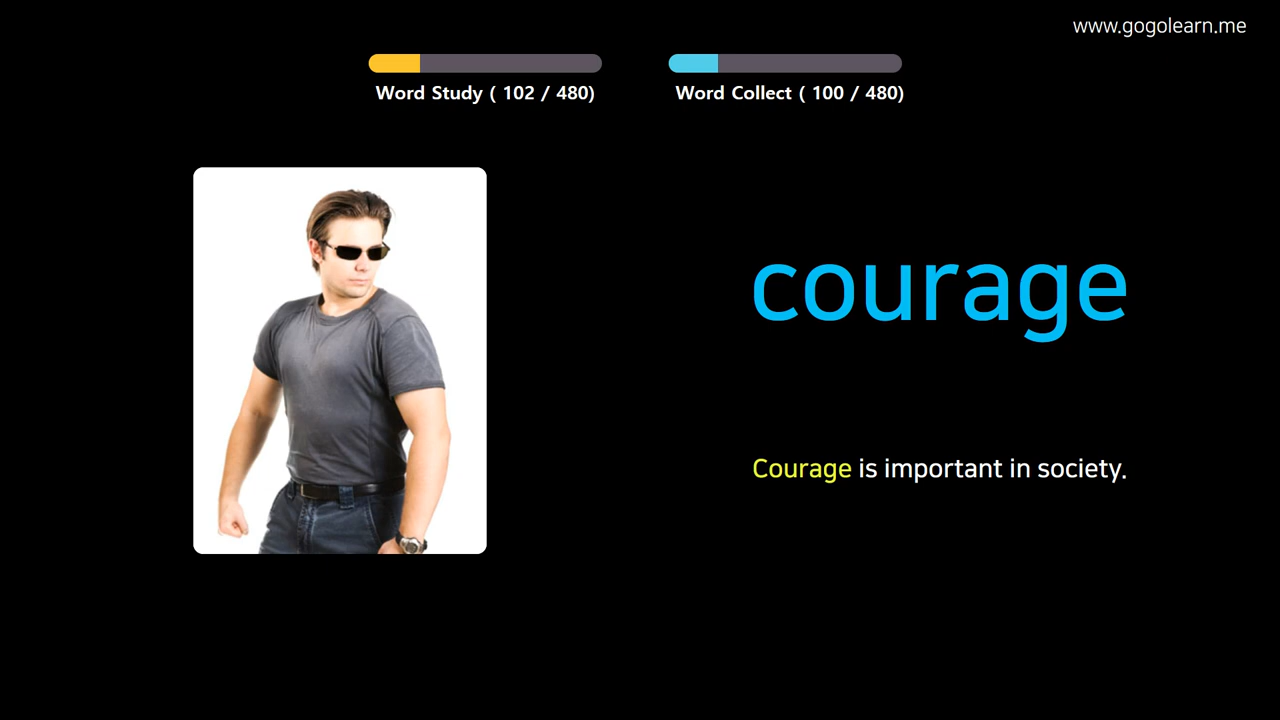 www.gogolearn.me
Word Study ( 102 / 480)
Word Collect ( 100 / 480)
courage
Courage is important in society.